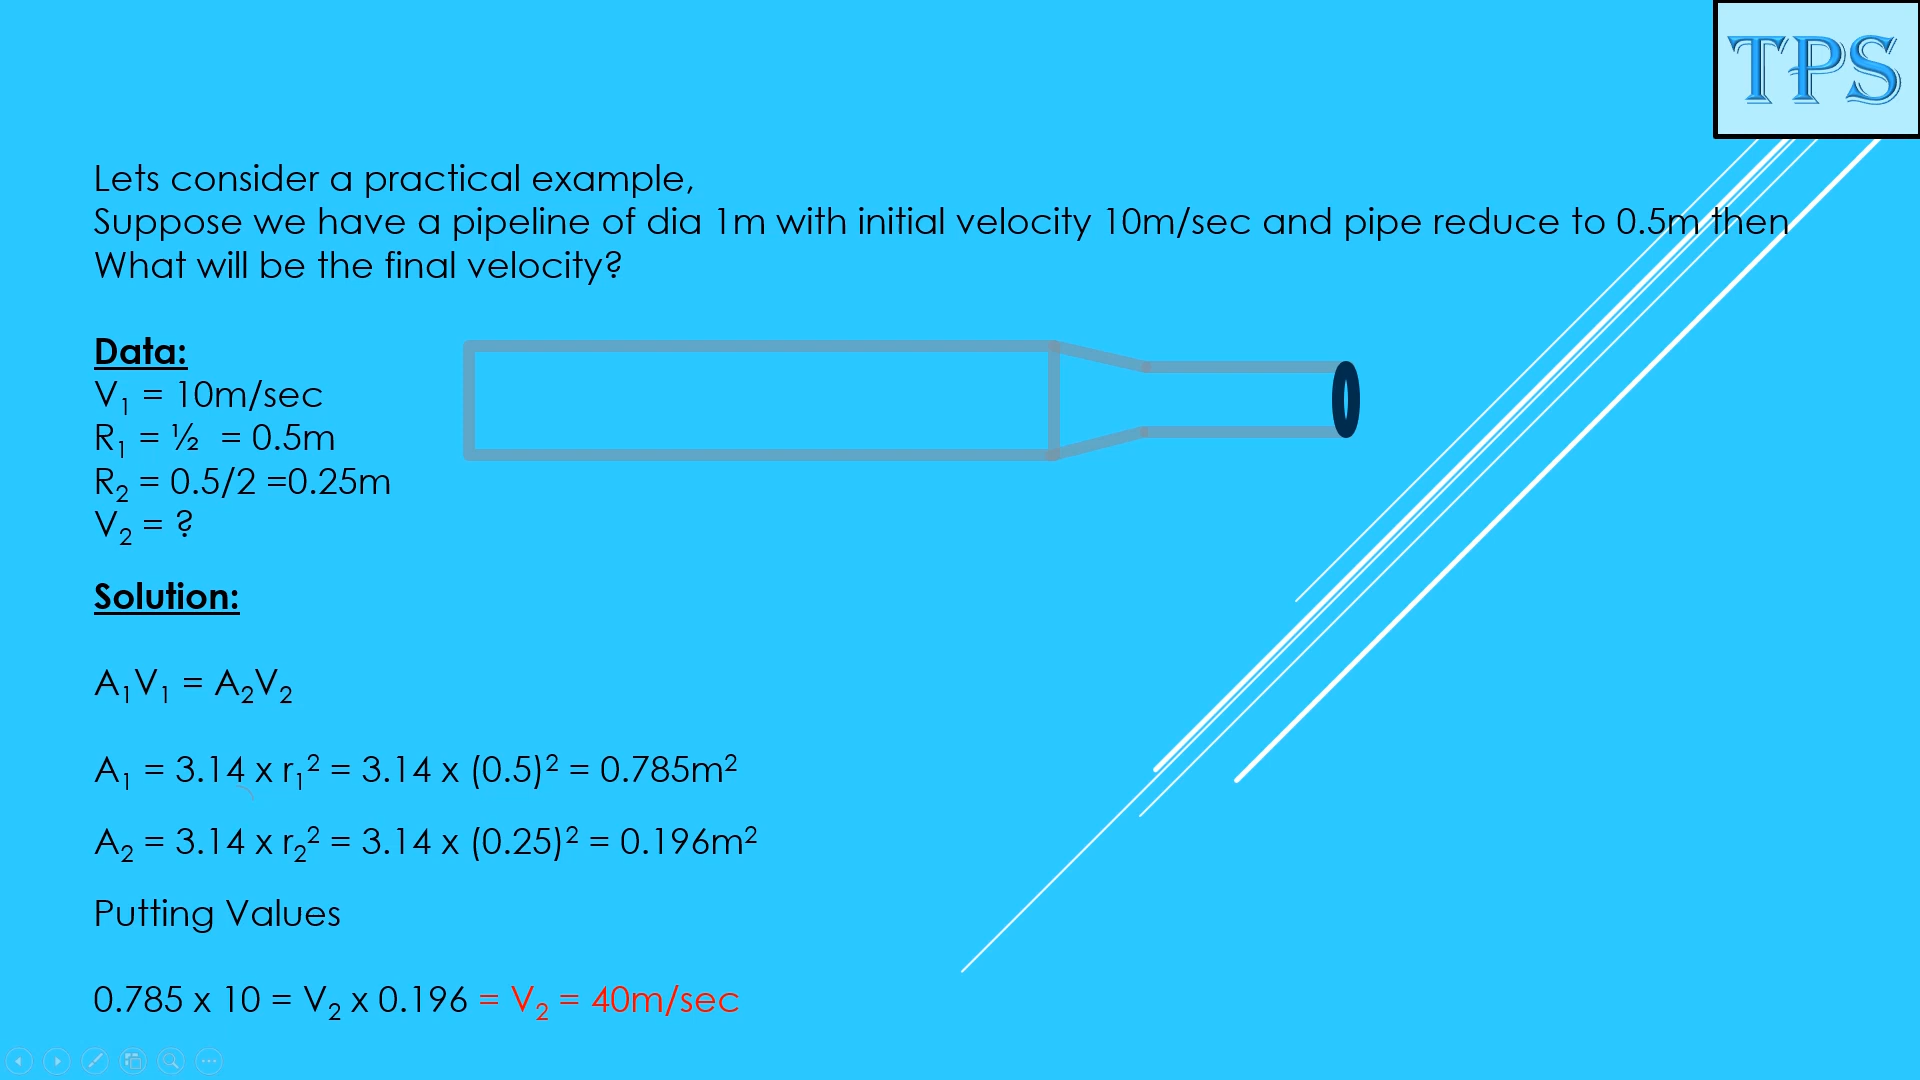 TPS
Lets consider a practical example,
Suppose we have a pipeline of dia 1m with initial velocity 10m/sec and pipe reduce to 0.5m then
What will be the final velocity?
Data:
V₁ = 10m/sec
R₁ = ½  = 0.5m
R₂ = 0.5/2 =0.25m
V₂ = ?
Solution:
A₁V₁ = A₂V₂
A₁ = 3.14 x r₁² = 3.14 x (0.5)² = 0.785m²
A₂ = 3.14 x r₂² = 3.14 x (0.25)² = 0.196m²
Putting Values
0.785 x 10 = V₂ x 0.196 = V₂ = 40m/sec